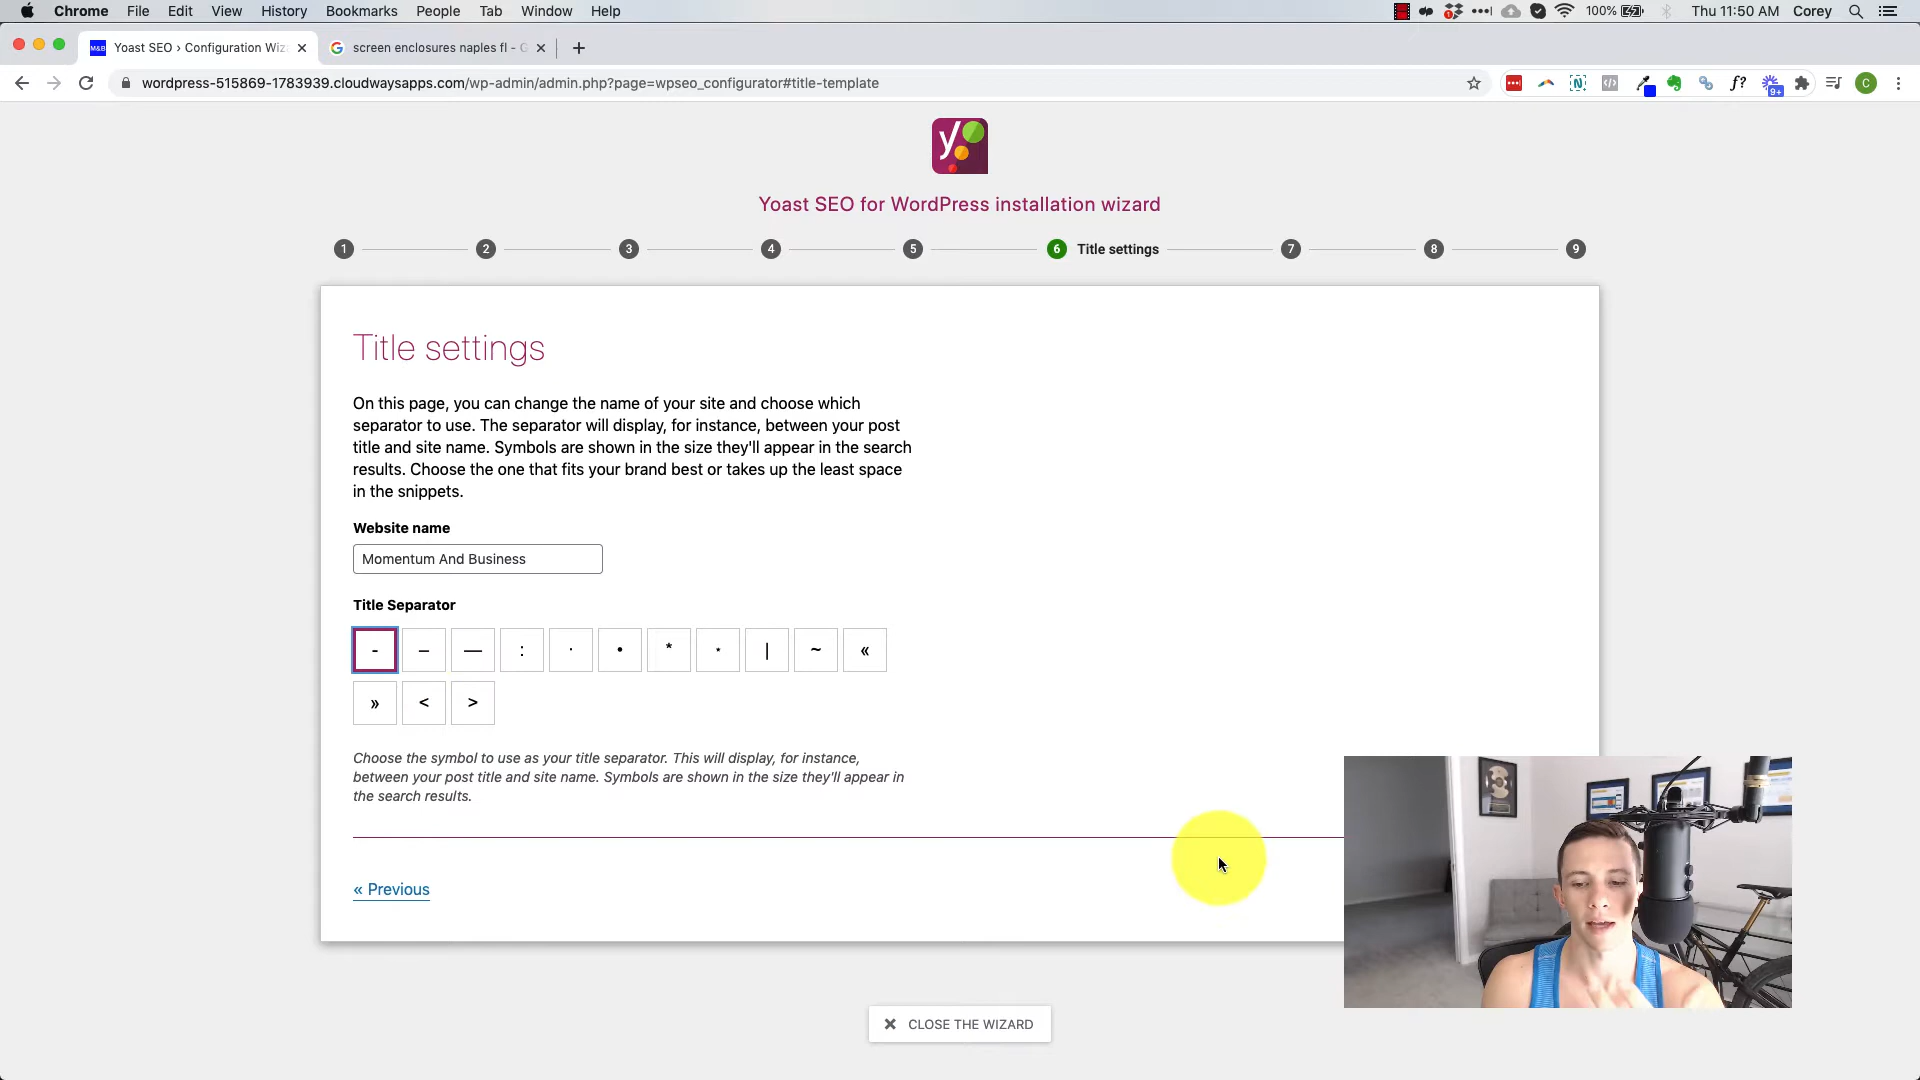 Chrome File Edit View History Bookmarks People Tab Window Help 100% Thu 11:50 AM Corey
Yoast SEO › Configuration Wiz screen enclosures naples fl - G
wordpress-515869-1783939.cloudwaysapps.com/wp-admin/admin.php?page=wpseo_configurator#title-template f? 9+ C
Yoast SEO for WordPress installation wizard
1 2 3 4 5 6 Title settings 7 8 9
Title settings
On this page, you can change the name of your site and choose which
separator to use. The separator will display, for instance, between your post
title and site name. Symbols are shown in the size they'll appear in the search
results. Choose the one that fits your brand best or takes up the least space
in the snippets.
Website name
Momentum And Business
Title Separator
- – — : · • * ⋆ | ~ «
» < >
Choose the symbol to use as your title separator. This will display, for instance,
between your post title and site name. Symbols are shown in the size they'll appear in
the search results.
« Previous
✕ CLOSE THE WIZARD